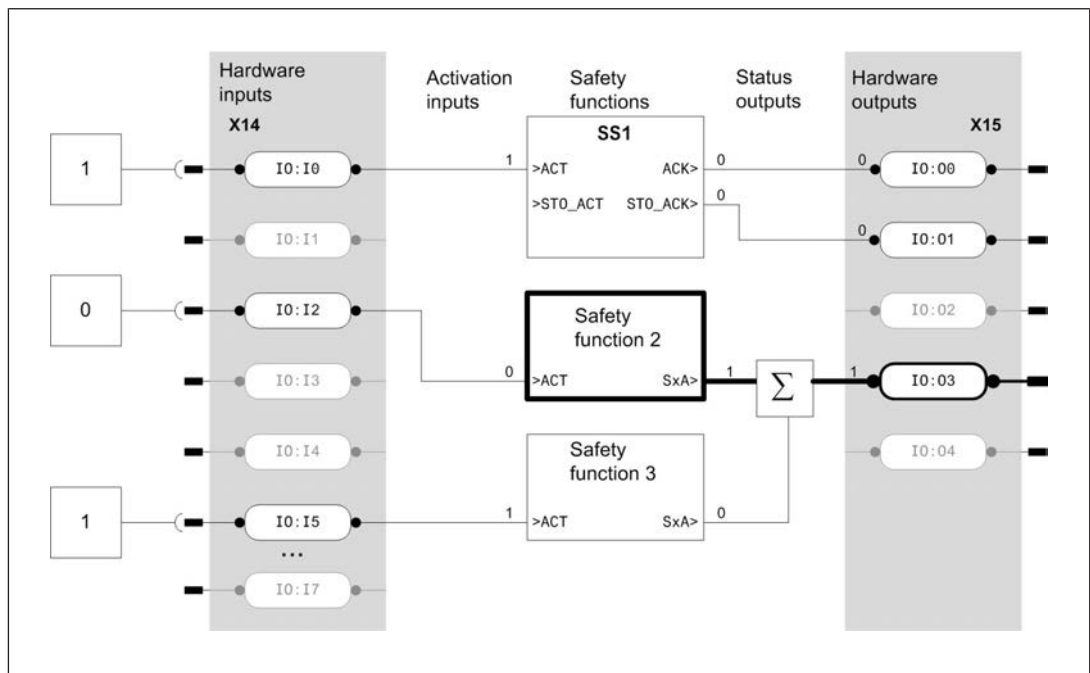 Hardware
inputs
X14
Activation
inputs
Safety
functions
Status
outputs
Hardware
outputs
X15
SS1
1
IO:I0
1
>ACT
ACK>
0
0
IO:O0
>STO_ACT
STO_ACK>
0
IO:I1
0
IO:O1
0
IO:I2
Safety
function 2
IO:O2
IO:I3
0
>ACT
SxA>
1
Σ
1
IO:O3
IO:I4
Safety
function 3
IO:O4
1
IO:I5
1
>ACT
SxA>
0
...
IO:I7